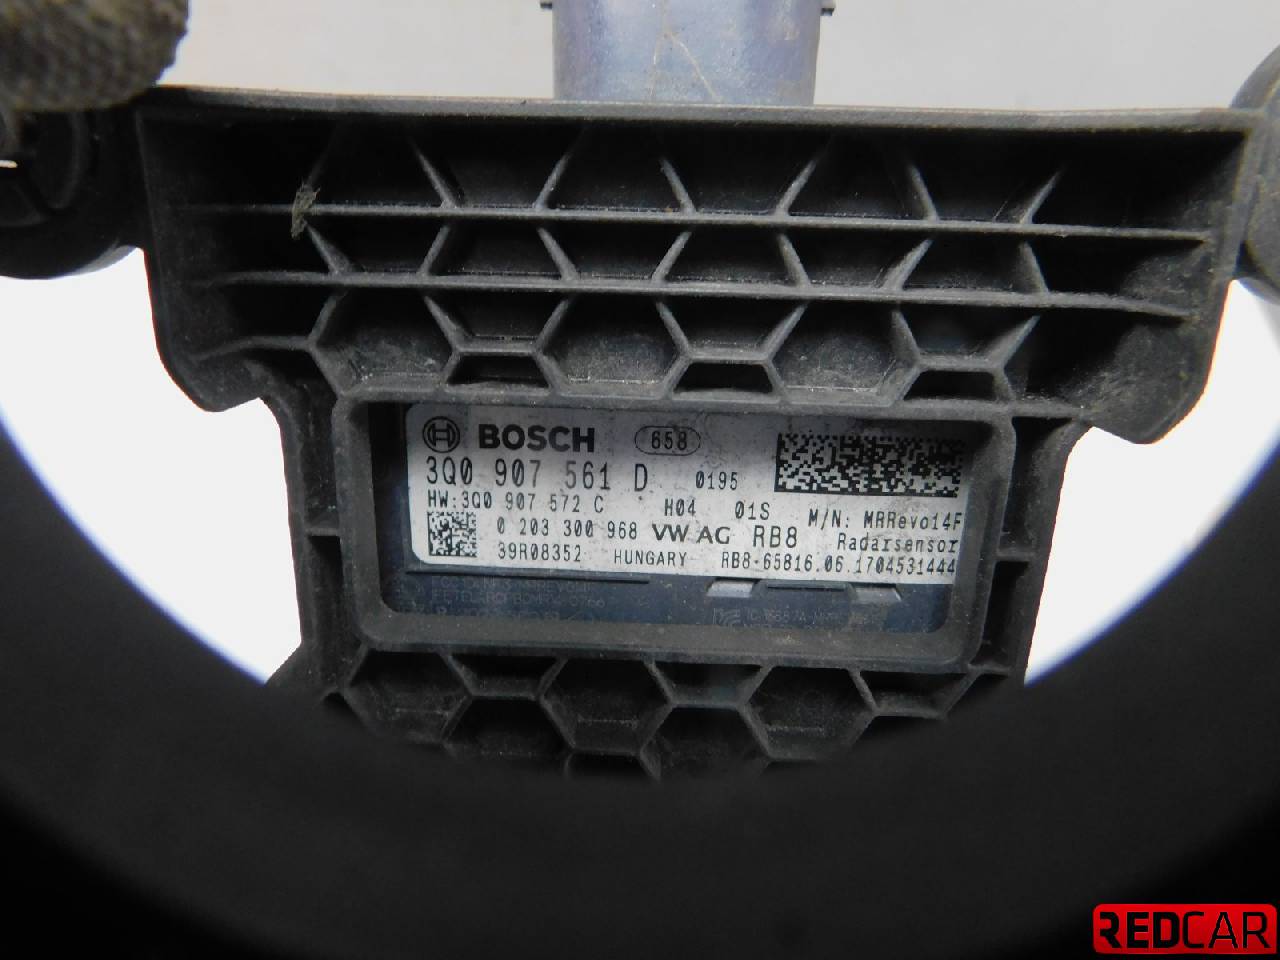 BOSCH 658
3Q0 907 561 D 0195
HW:3Q0 907 572 C H04 01S M/N: MRRevo14F
0 203 300 968 VW AG RB8 Radarsensor
39R08352 HUNGARY RB8-65816.06.1704531444
REDCAR